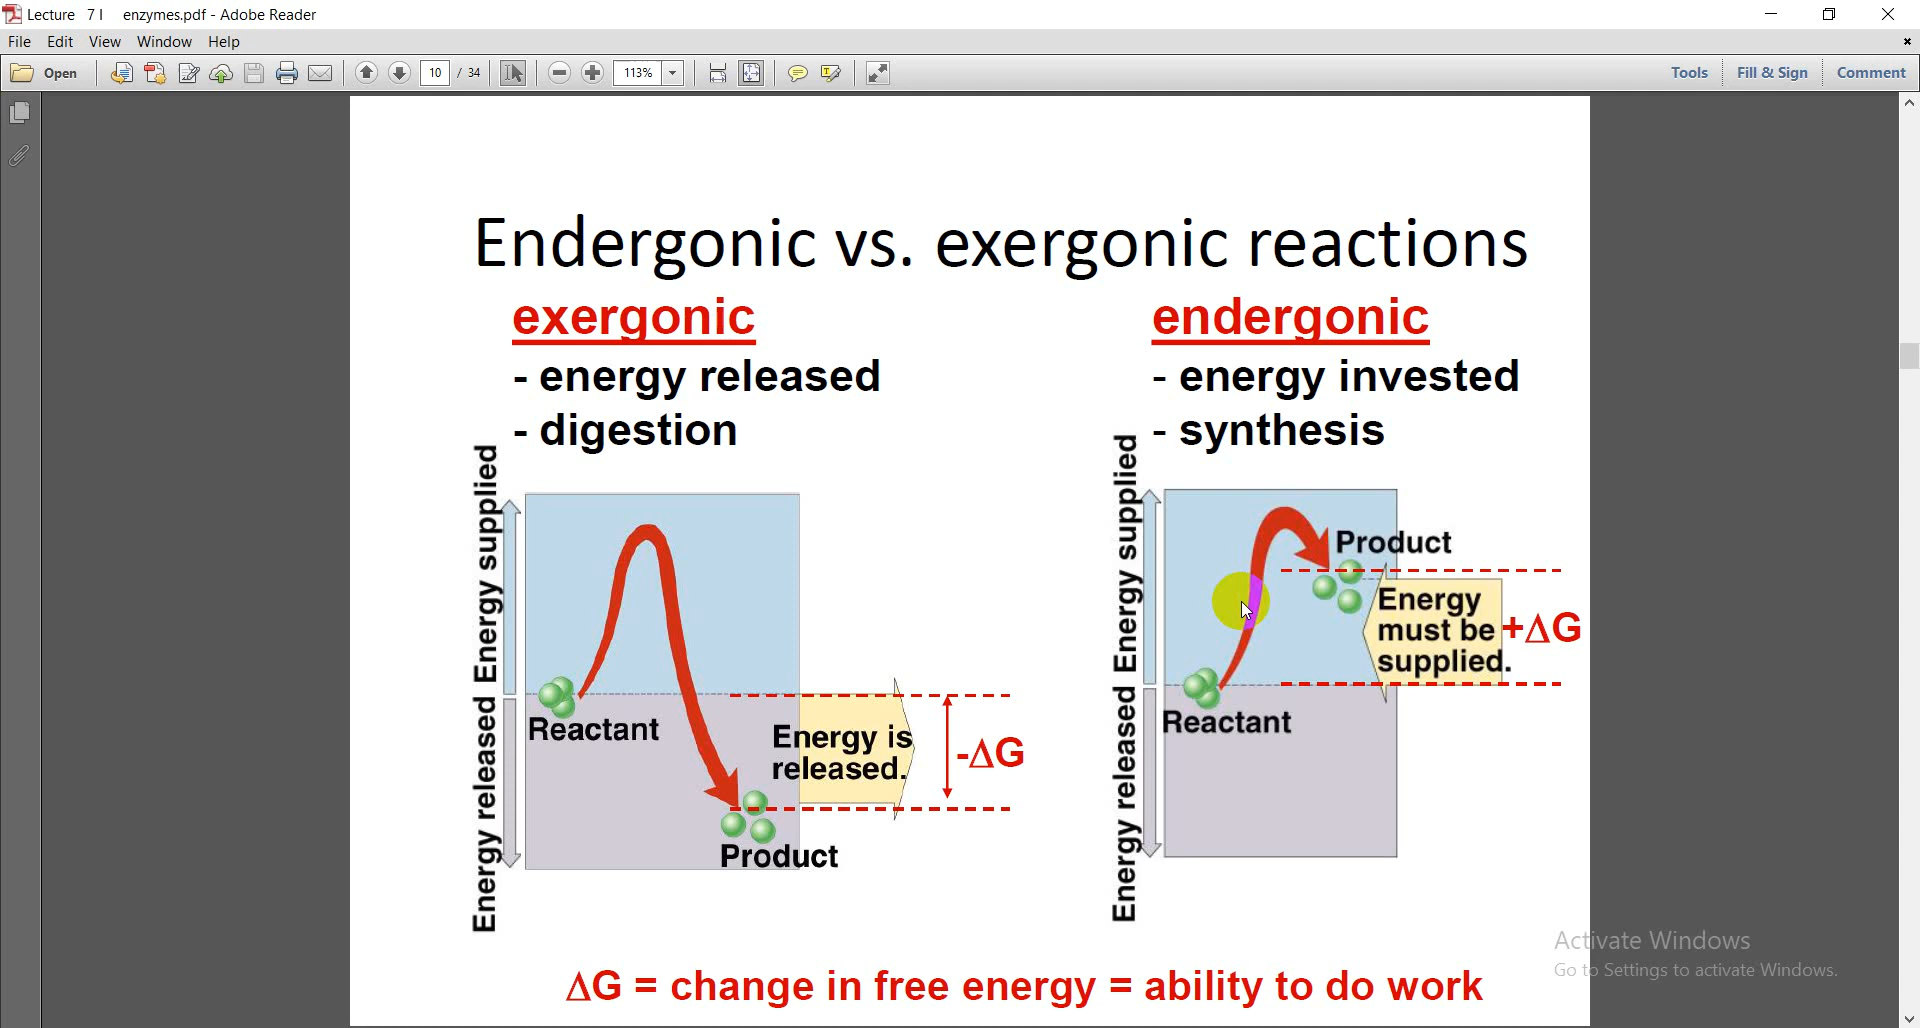 Lecture 7 I enzymes.pdf - Adobe Reader
File Edit View Window Help
Open 10 / 34 113% Tools Fill & Sign Comment
Endergonic vs. exergonic reactions
exergonic
- energy released
- digestion
endergonic
- energy invested
- synthesis
Energy supplied
Energy released
Reactant
Energy is
released.
-ΔG
Product
Energy supplied
Energy released
Product
Energy
must be
supplied.
+ΔG
Reactant
ΔG = change in free energy = ability to do work
Activate Windows
Go to Settings to activate Windows.